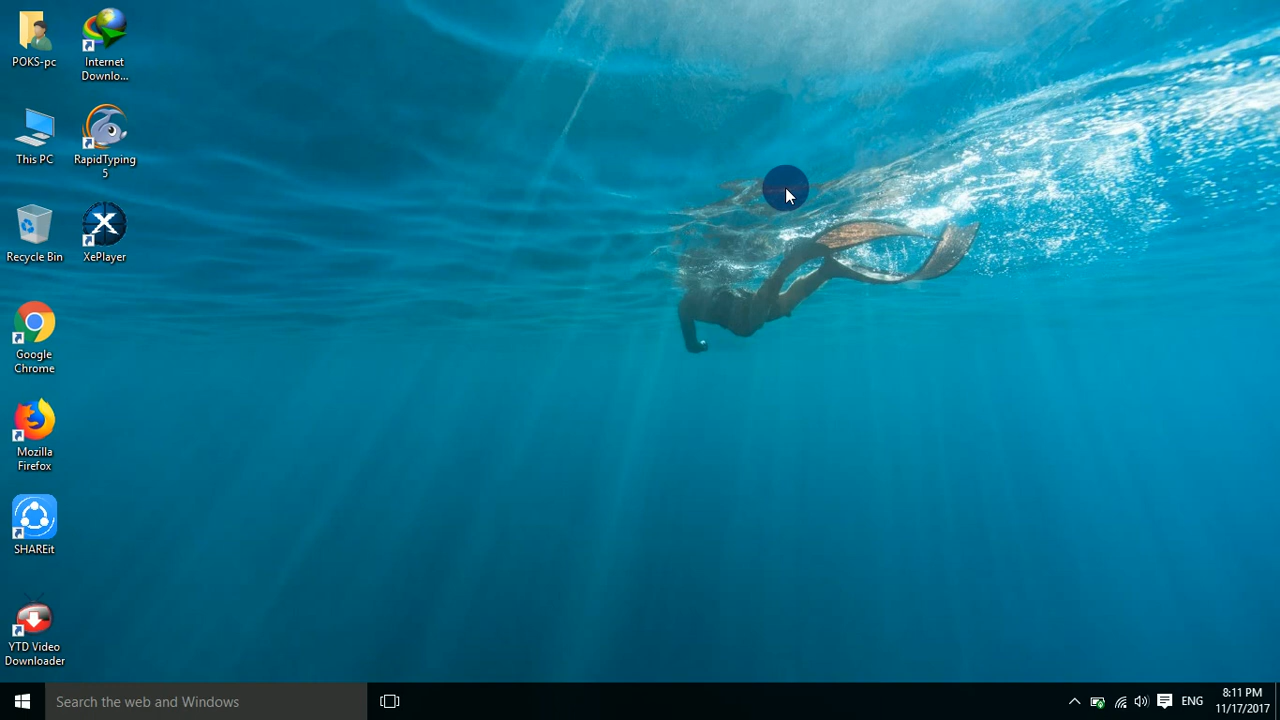 POKS-pc
Internet
Downlo...
This PC
RapidTyping
5
Recycle Bin
XePlayer
Google
Chrome
Mozilla
Firefox
SHAREit
YTD Video
Downloader
Search the web and Windows
ENG
8:11 PM
11/17/2017